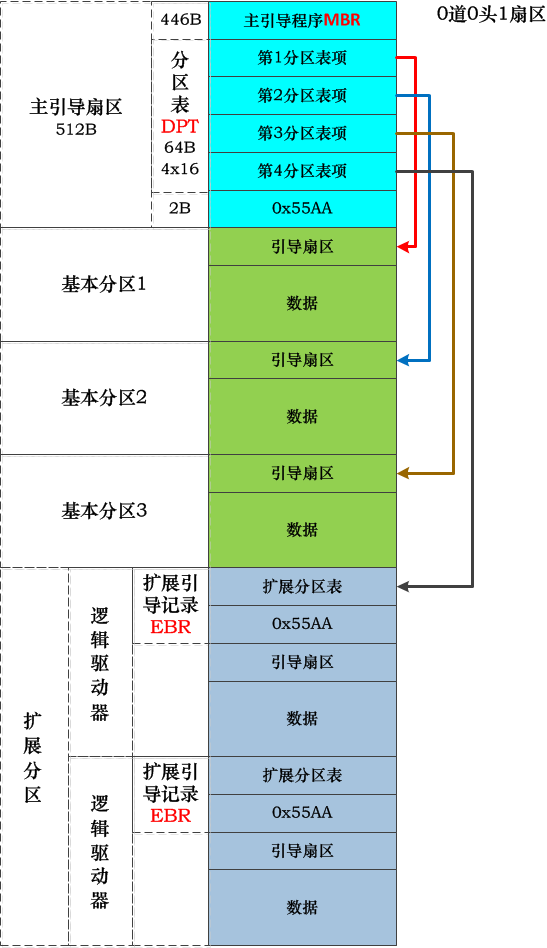 0道0头1扇区
主引导扇区
512B
446B
主引导程序MBR
分
区
表
DPT
64B
4x16
第1分区表项
第2分区表项
第3分区表项
第4分区表项
2B
0x55AA
基本分区1
引导扇区
数据
基本分区2
引导扇区
数据
基本分区3
引导扇区
数据
扩
展
分
区
逻
辑
驱
动
器
扩展引
导记录
EBR
扩展分区表
0x55AA
引导扇区
数据
逻
辑
驱
动
器
扩展引
导记录
EBR
扩展分区表
0x55AA
引导扇区
数据